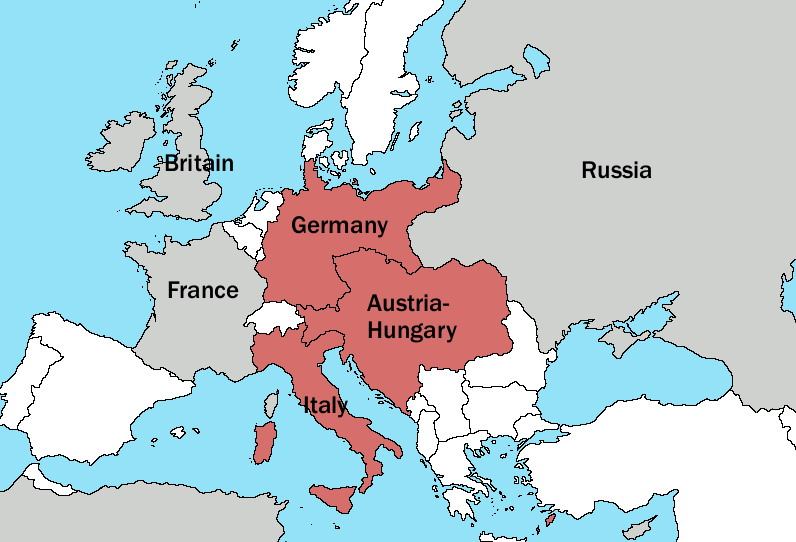 Britain
Russia
Germany
France
Austria-
Hungary
Italy